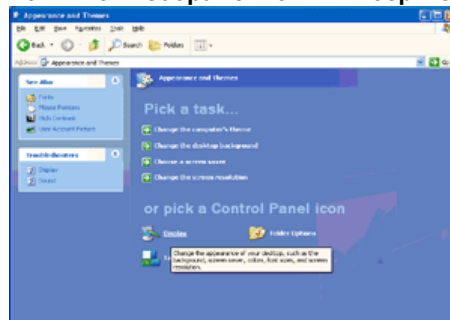 Appearance and Themes
File Edit View Favorites Tools Help
Back Search Folders
Address Appearance and Themes Go
See Also
Fonts
Mouse Pointers
High Contrast
User Account Picture
Troubleshooters
Display
Sound
Appearance and Themes
Pick a task...
Change the computer's theme
Change the desktop background
Choose a screen saver
Change the screen resolution
or pick a Control Panel icon
Display
Folder Options
Change the appearance of your desktop, such as the
background, screen saver, colors, font sizes, and screen
resolution.